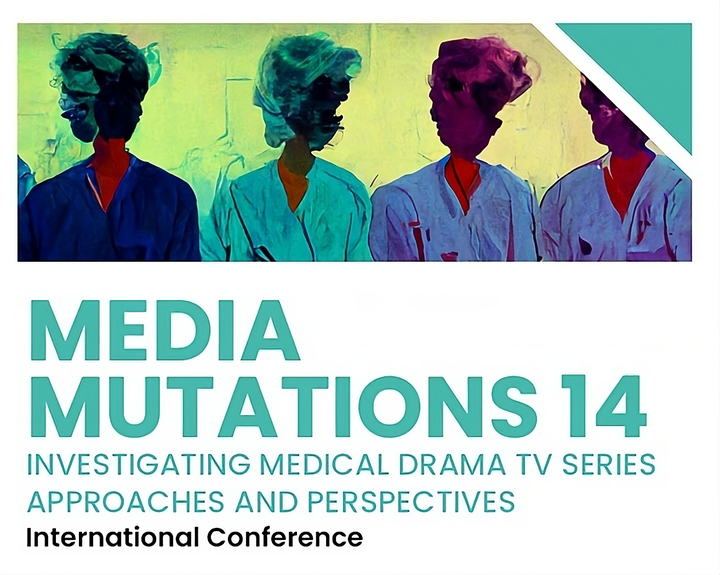 MEDIA
MUTATIONS 14
INVESTIGATING MEDICAL DRAMA TV SERIES
APPROACHES AND PERSPECTIVES
International Conference